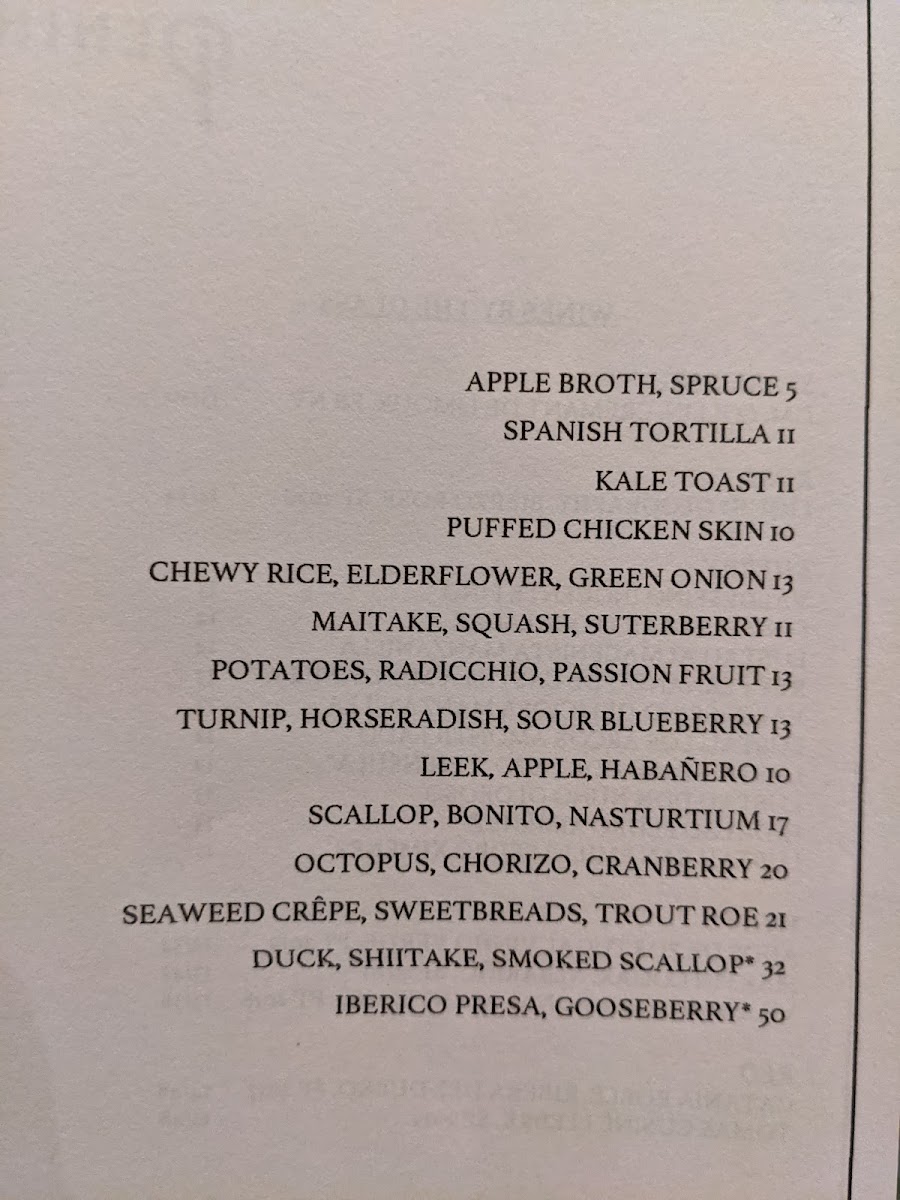 APPLE BROTH, SPRUCE 5
SPANISH TORTILLA 11
KALE TOAST 11
PUFFED CHICKEN SKIN 10
CHEWY RICE, ELDERFLOWER, GREEN ONION 13
MAITAKE, SQUASH, SUTERBERRY 11
POTATOES, RADICCHIO, PASSION FRUIT 13
TURNIP, HORSERADISH, SOUR BLUEBERRY 13
LEEK, APPLE, HABAÑERO 10
SCALLOP, BONITO, NASTURTIUM 17
OCTOPUS, CHORIZO, CRANBERRY 20
SEAWEED CRÊPE, SWEETBREADS, TROUT ROE 21
DUCK, SHIITAKE, SMOKED SCALLOP* 32
IBERICO PRESA, GOOSEBERRY* 50